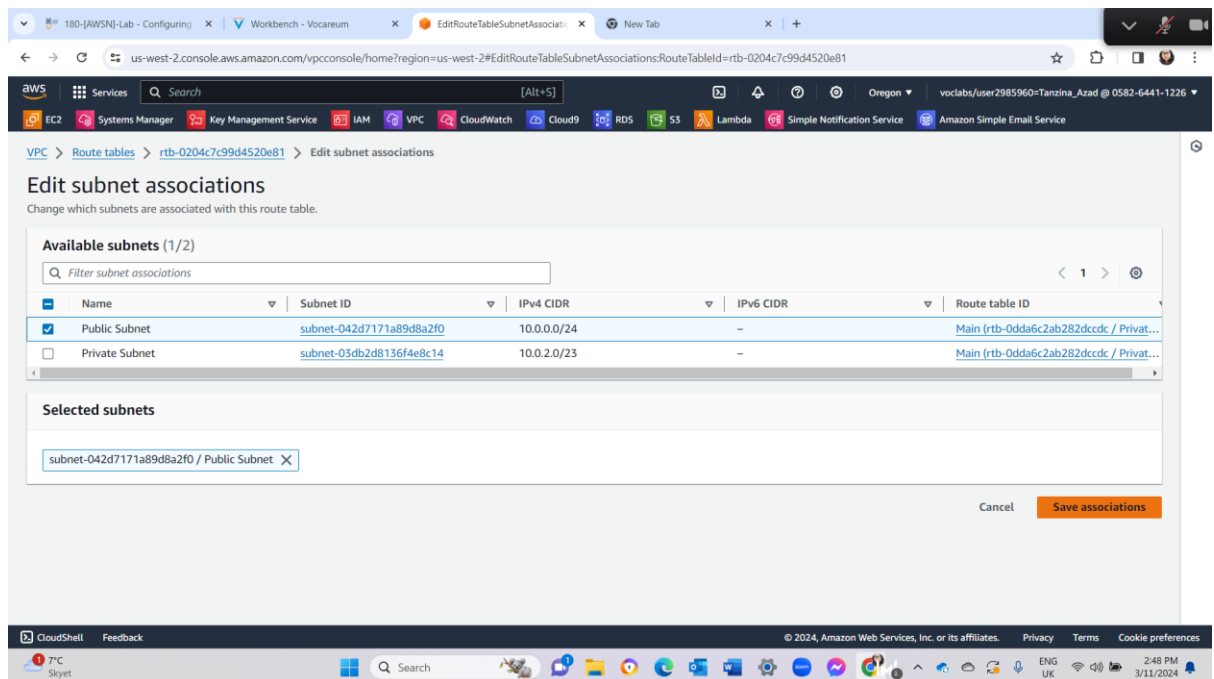 180-[AWSN]-Lab - Configuring
Workbench - Vocareum
EditRouteTableSubnetAssociatio
New Tab
us-west-2.console.aws.amazon.com/vpcconsole/home?region=us-west-2#EditRouteTableSubnetAssociations:RouteTableId=rtb-0204c7c99d4520e81
aws Services Search [Alt+S] Oregon ▼ voclabs/user2985960=Tanzina_Azad @ 0582-6441-1226 ▼
EC2 Systems Manager Key Management Service IAM VPC CloudWatch Cloud9 RDS S3 Lambda Simple Notification Service Amazon Simple Email Service
VPC > Route tables > rtb-0204c7c99d4520e81 > Edit subnet associations
Edit subnet associations
Change which subnets are associated with this route table.
Available subnets (1/2)
Filter subnet associations < 1 >
Name Subnet ID IPv4 CIDR IPv6 CIDR Route table ID
Public Subnet subnet-042d7171a89d8a2f0 10.0.0.0/24 – Main (rtb-0dda6c2ab282dccdc / Privat...
Private Subnet subnet-03db2d8136f4e8c14 10.0.2.0/23 – Main (rtb-0dda6c2ab282dccdc / Privat...
Selected subnets
subnet-042d7171a89d8a2f0 / Public Subnet
Cancel Save associations
CloudShell Feedback © 2024, Amazon Web Services, Inc. or its affiliates. Privacy Terms Cookie preferences
1 7°C Search 1 zoom ENG 2:48 PM
Skyet UK 3/11/2024